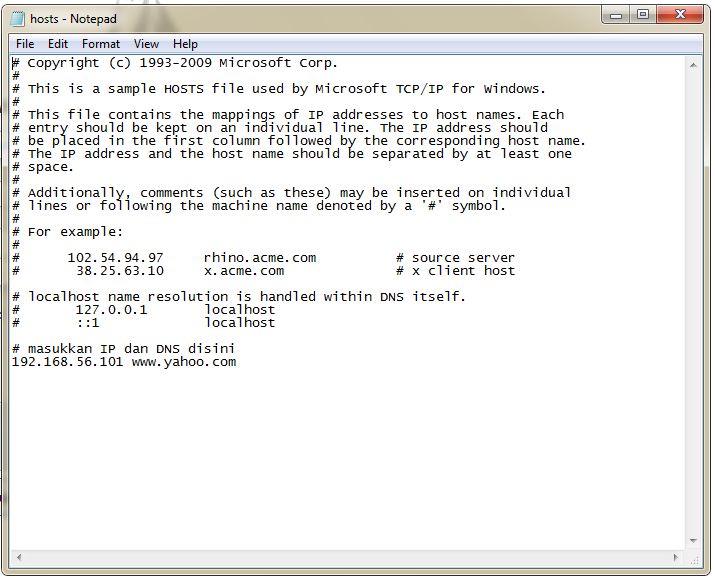 hosts - Notepad
File Edit Format View Help
# Copyright (c) 1993-2009 Microsoft Corp.
#
# This is a sample HOSTS file used by Microsoft TCP/IP for Windows.
#
# This file contains the mappings of IP addresses to host names. Each
# entry should be kept on an individual line. The IP address should
# be placed in the first column followed by the corresponding host name.
# The IP address and the host name should be separated by at least one
# space.
#
# Additionally, comments (such as these) may be inserted on individual
# lines or following the machine name denoted by a '#' symbol.
#
# For example:
#
#      102.54.94.97     rhino.acme.com          # source server
#       38.25.63.10     x.acme.com              # x client host

# localhost name resolution is handled within DNS itself.
#       127.0.0.1       localhost
#       ::1             localhost

# masukkan IP dan DNS disini
192.168.56.101 www.yahoo.com